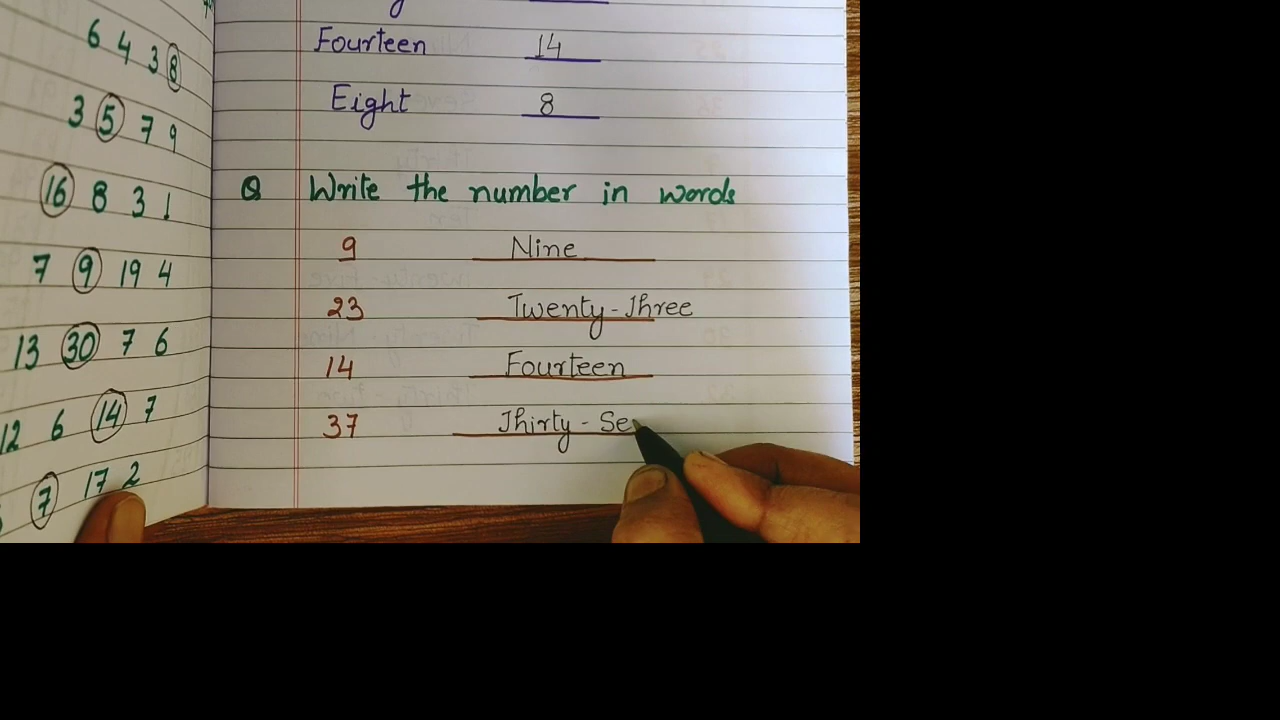 6 4 3 8
3 5 7 9
16 8 3 1
7 9 19 4
13 30 7 6
12 6 14 7
7 17 2
Fourteen 14
Eight 8
Q Write the number in words
9 Nine
23 Twenty-Three
14 Fourteen
37 Thirty-Se